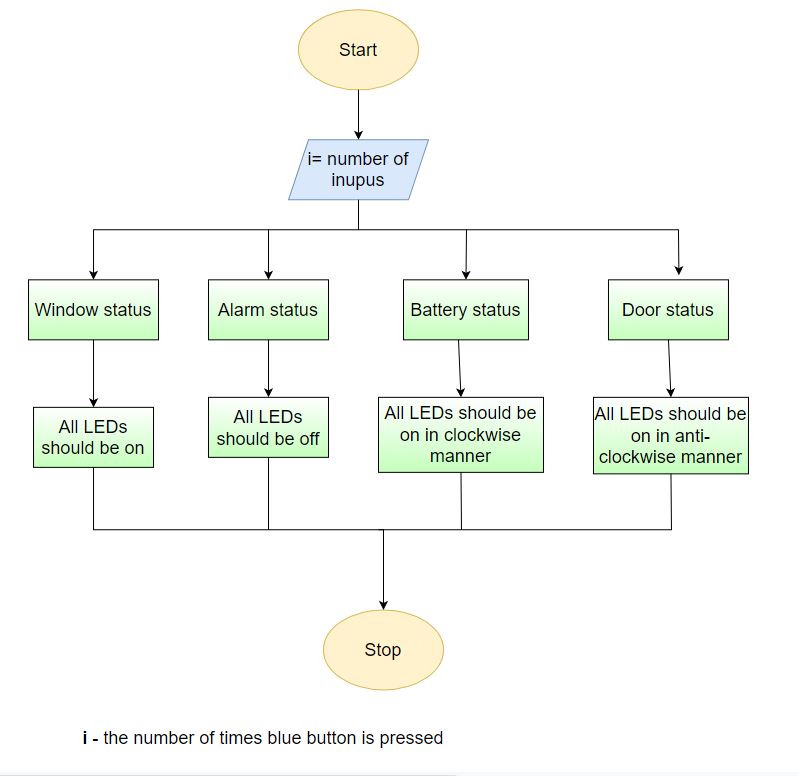 Start
i= number of
inupus
Window status
Alarm status
Battery status
Door status
All LEDs
should be on
All LEDs
should be off
All LEDs should be
on in clockwise
manner
All LEDs should be
on in anti-
clockwise manner
Stop
i - the number of times blue button is pressed